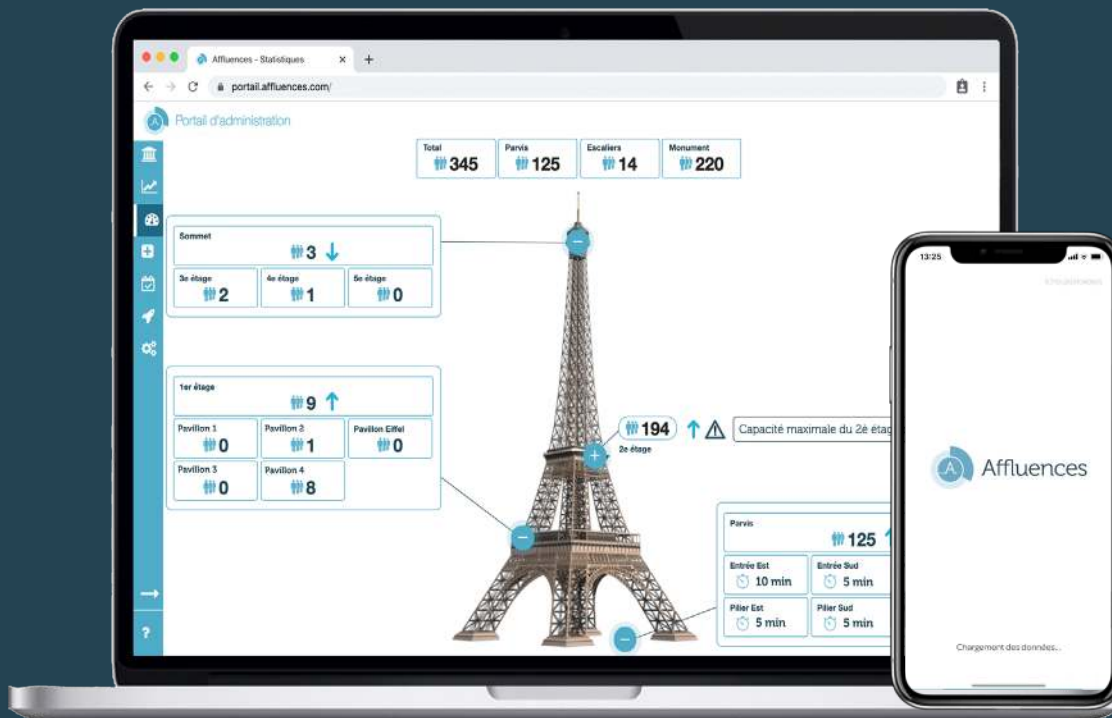 Affluences - Statistiques
portail.affluences.com/
Portail d'administration
Total
345
Parvis
125
Escaliers
14
Monument
220
Sommet
3
3e étage
2
4e étage
1
5e étage
0
1er étage
9
Pavillon 1
0
Pavillon 2
1
Pavillon Eiffel
0
Pavillon 3
0
Pavillon 4
8
194
2e étage
Capacité maximale du 2è étag
Parvis
125
Entrée Est
10 min
Entrée Sud
5 min
Pilier Est
5 min
Pilier Sud
5 min
?
13:25
A
Affluences
Chargement des données...